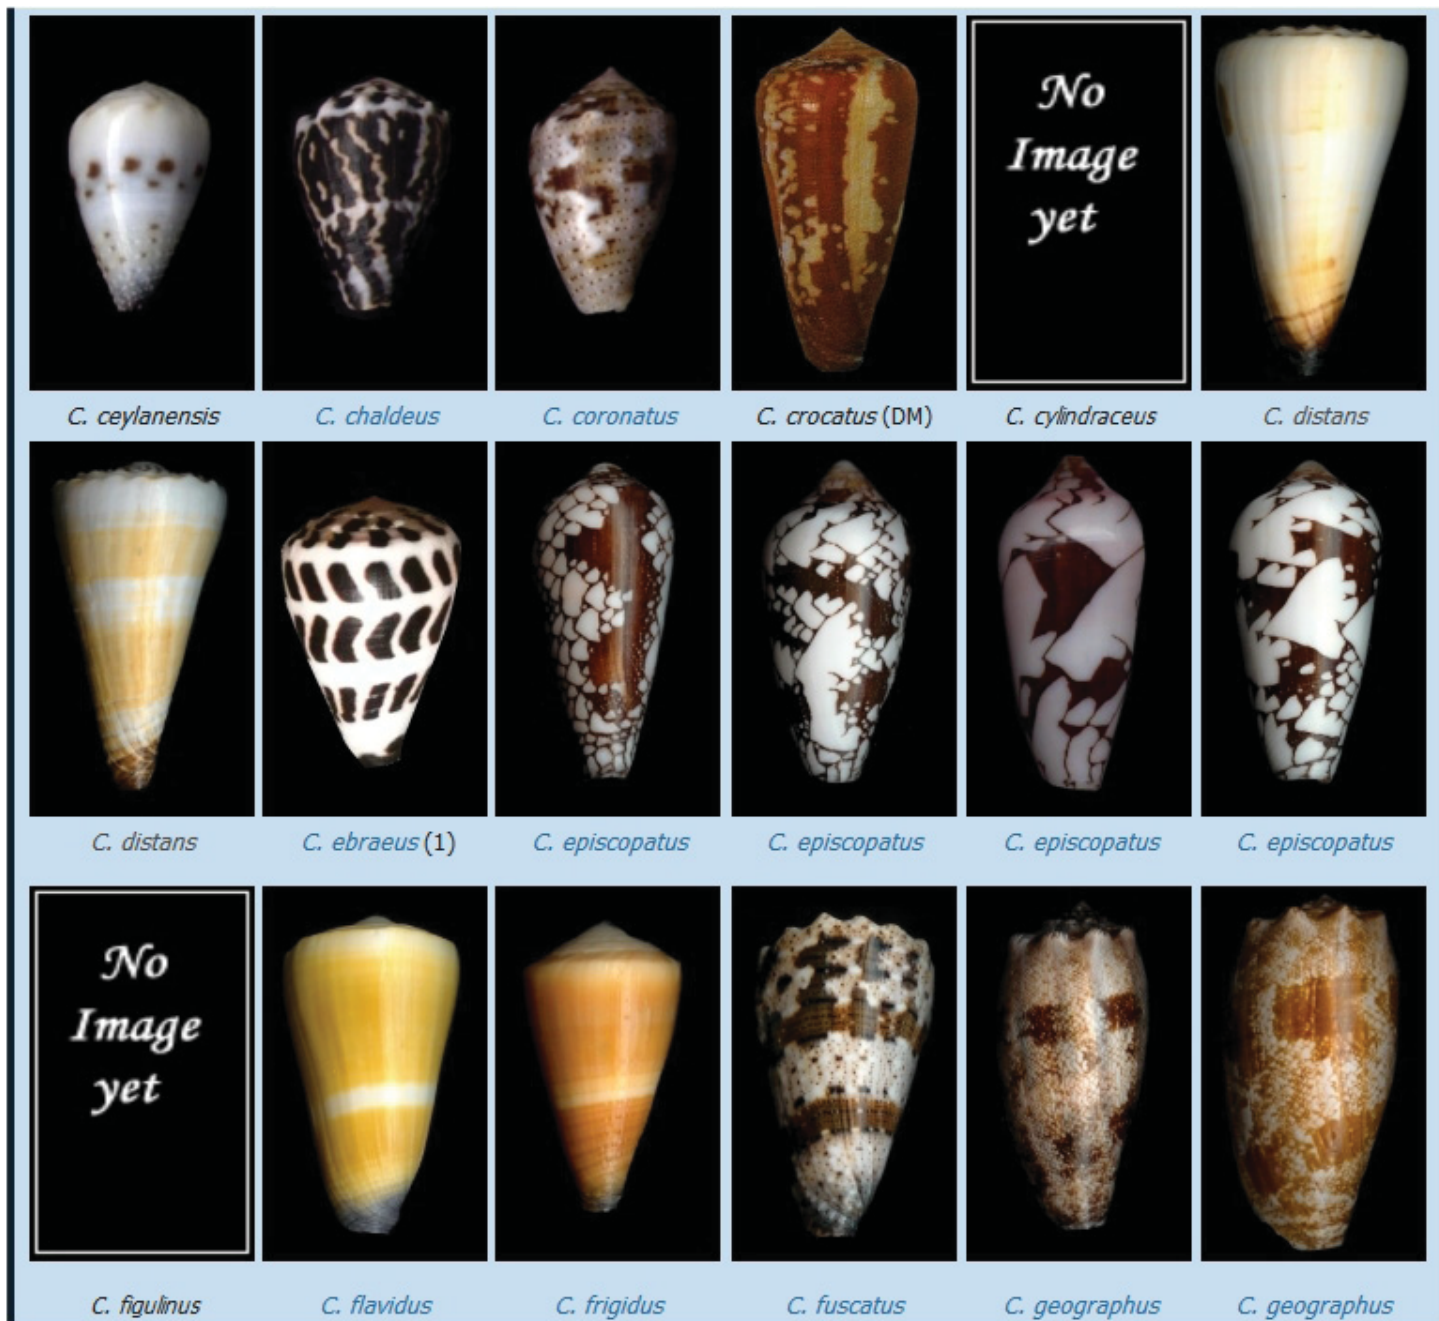 No
Image
yet
C. ceylanensis
C. chaldeus
C. coronatus
C. crocatus (DM)
C. cylindraceus
C. distans
C. distans
C. ebraeus (1)
C. episcopatus
C. episcopatus
C. episcopatus
C. episcopatus
No
Image
yet
C. figulinus
C. flavidus
C. frigidus
C. fuscatus
C. geographus
C. geographus